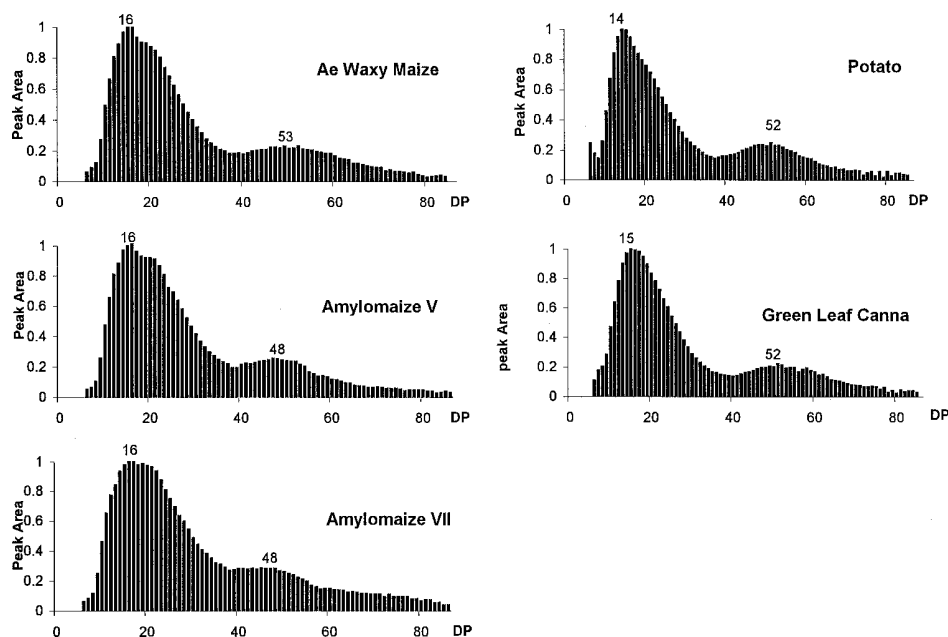 16
1
0.8
0.6
0.4
0.2
0
Peak Area
Ae Waxy Maize
53
0 20 40 60 80 DP
14
1
0.8
0.6
0.4
0.2
0
Peak Area
Potato
52
0 20 40 60 80 DP
16
1
0.8
0.6
0.4
0.2
0
Peak Area
Amylomaize V
48
0 20 40 60 80 DP
15
1
0.8
0.6
0.4
0.2
0
peak Area
Green Leaf Canna
52
0 20 40 60 80 DP
16
1
0.8
0.6
0.4
0.2
0
Peak Area
Amylomaize VII
48
0 20 40 60 80 DP